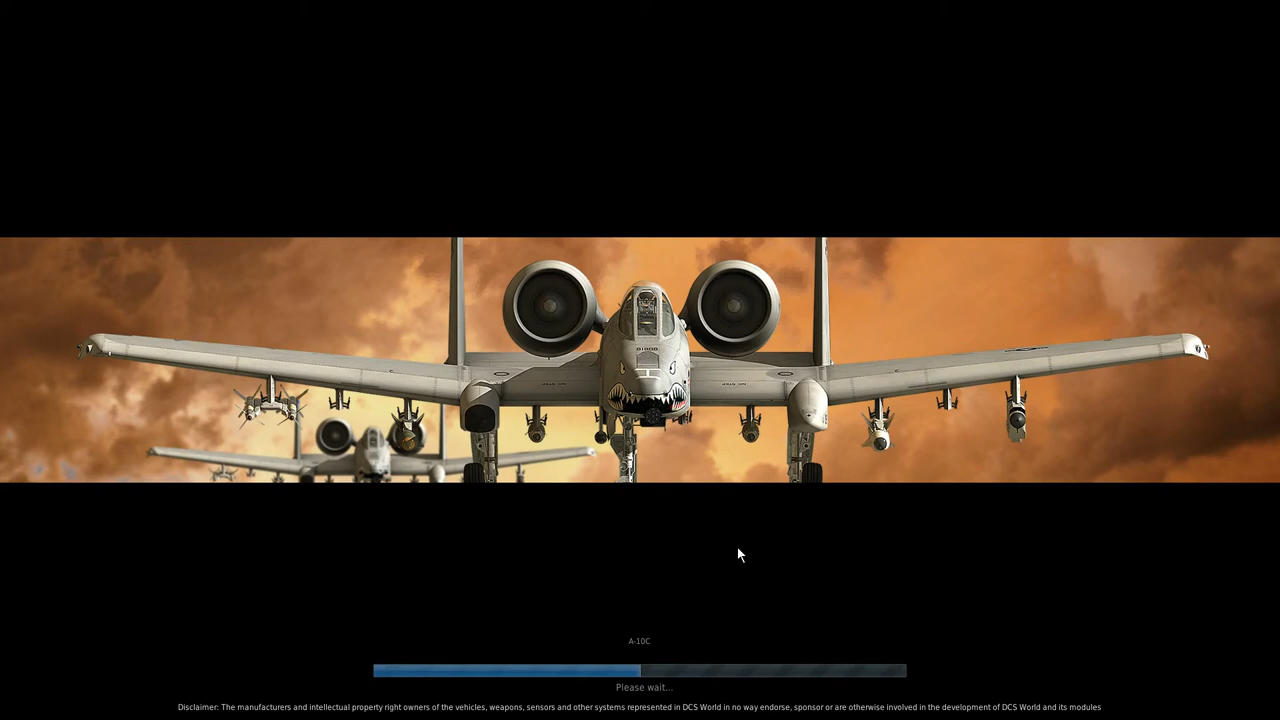 A-10C
Please wait...
Disclaimer: The manufacturers and intellectual property right owners of the vehicles, weapons, sensors and other systems represented in DCS World in no way endorse, sponsor or are otherwise involved in the development of DCS World and its modules